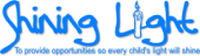 Shining Light
To provide opportunities so every child's light will shine